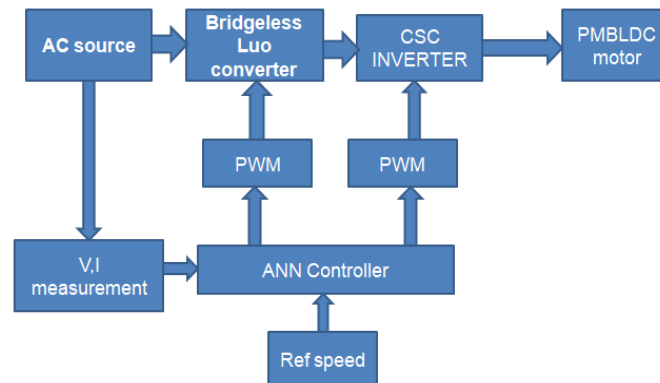 AC source
Bridgeless
Luo
converter
CSC
INVERTER
PMBLDC
motor
PWM
PWM
V,I
measurement
ANN Controller
Ref speed